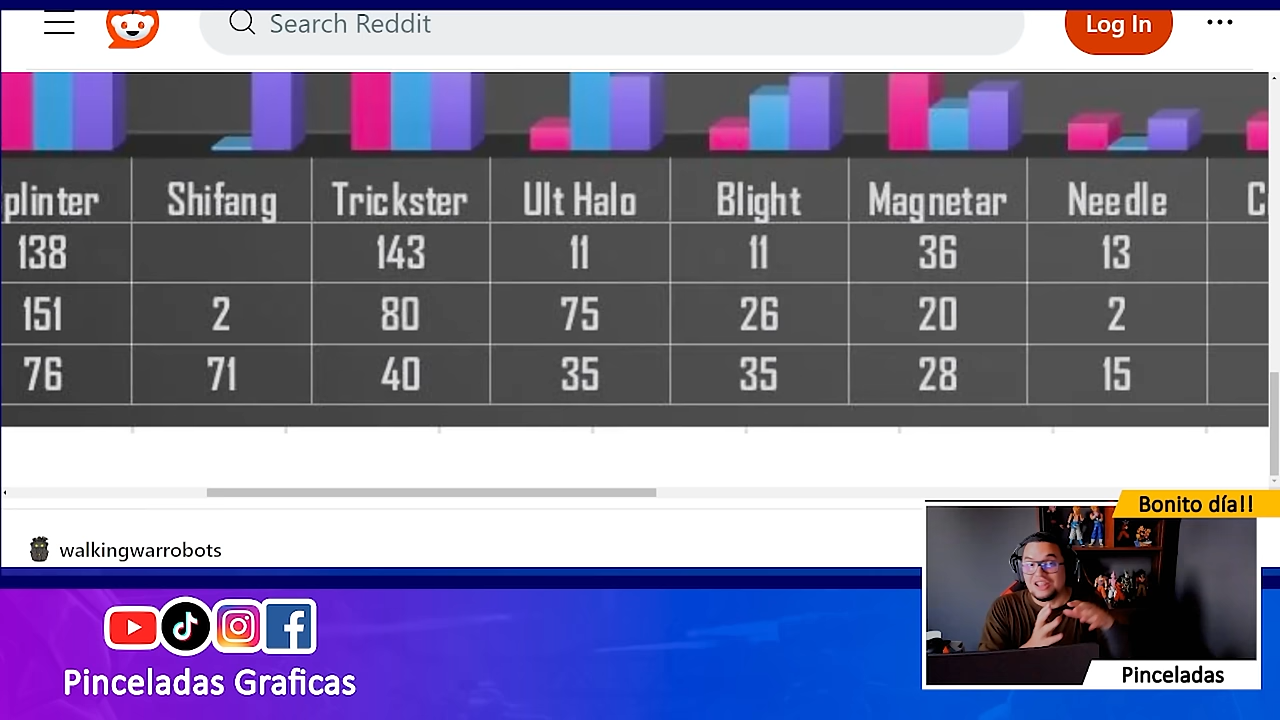 Search Reddit
Log In
plinter Shifang Trickster Ult Halo Blight Magnetar Needle C
138 143 11 11 36 13
151 2 80 75 26 20 2
76 71 40 35 35 28 15
walkingwarrobots
Bonito día!!
Pinceladas
Pinceladas Graficas